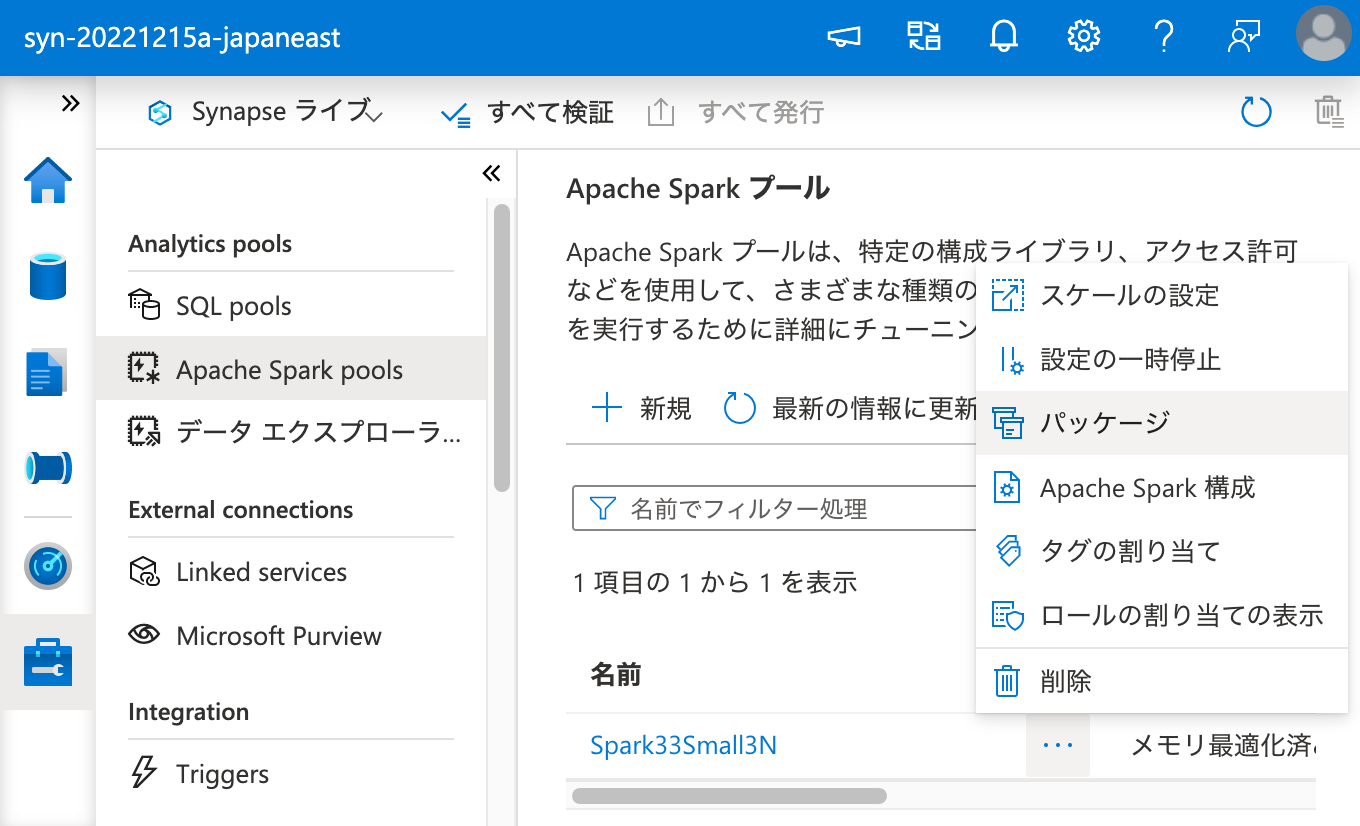 syn-20221215a-japaneast
Synapse ライブ
すべて検証
すべて発行
Analytics pools
SQL pools
Apache Spark pools
データ エクスプローラ...
External connections
Linked services
Microsoft Purview
Integration
Triggers
Apache Spark プール
Apache Spark プールは、特定の構成ライブラリ、アクセス許可
などを使用して、さまざまな種類の
を実行するために詳細にチューニン
新規
最新の情報に更新
名前でフィルター処理
1 項目の 1 から 1 を表示
名前
Spark33Small3N
メモリ最適化済
スケールの設定
設定の一時停止
パッケージ
Apache Spark 構成
タグの割り当て
ロールの割り当ての表示
削除